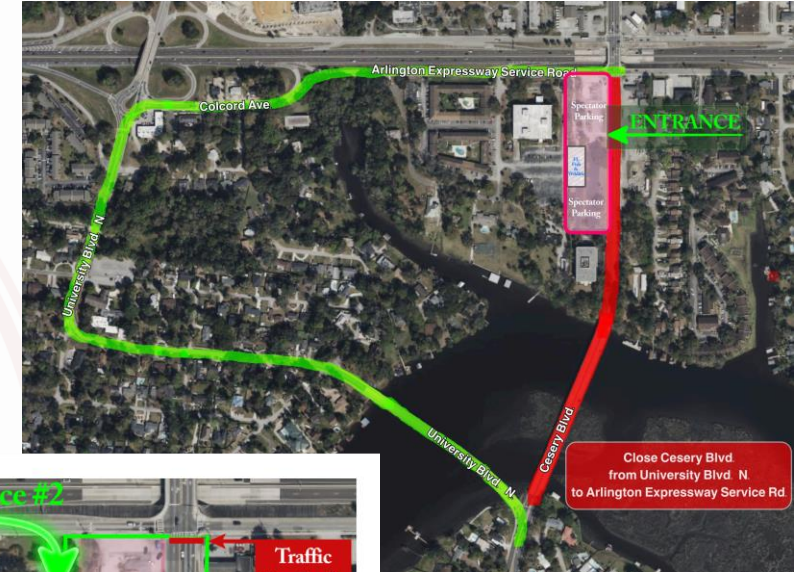 Arlington Expressway Service Road
Colcord Ave
Spectator
Parking
ENTRANCE
Spectator
Parking
University Blvd N
University Blvd N
Cesery Blvd
Close Cesery Blvd.
from University Blvd. N.
to Arlington Expressway Service Rd.
ce #2
Traffic